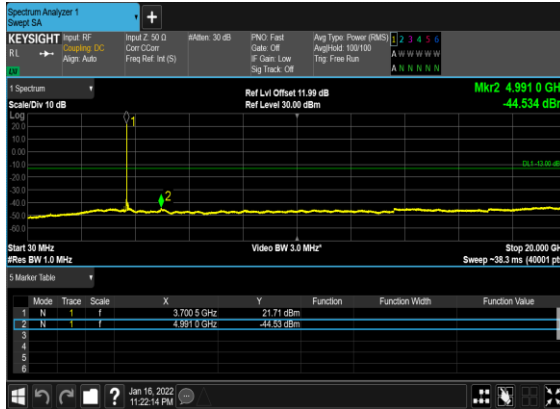 Spectrum Analyzer 1
Swept SA
+
KEYSIGHT Input: RF Input Z: 50 Ω #Atten: 30 dB PNO: Fast Avg Type: Power (RMS) 1 2 3 4 5 6
RL Coupling: DC Corr CCorr Gate: Off Avg|Hold: 100/100 A W W W W W
Align: Auto Freq Ref: Int (S) IF Gain: Low Trig: Free Run
LU Sig Track: Off A N N N N N
1 Spectrum Ref Lvl Offset 11.99 dB Mkr2 4.991 0 GH
Scale/Div 10 dB Ref Level 30.00 dBm -44.534 dBr
Log
1
20.0
10.0
0.00
-10.0 DL1 -13.00 dB
-20.0
-30.0
2
-40.0
-50.0
-60.0
Start 30 MHz Video BW 3.0 MHz* Stop 20.000 GH
#Res BW 1.0 MHz Sweep ~38.3 ms (40001 pts
5 Marker Table
Mode Trace Scale X Y Function Function Width Function Value
1 N 1 f 3.700 5 GHz 21.71 dBm
2 N 1 f 4.991 0 GHz -44.53 dBm
3
4
5
6
? Jan 16, 2022
11:22:14 PM